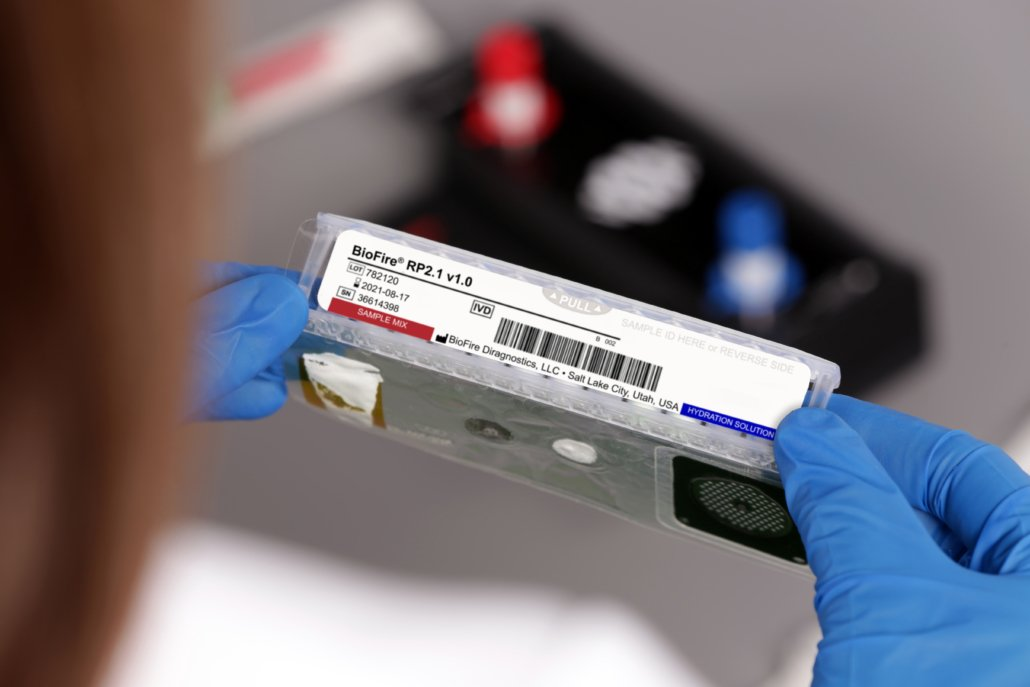 BioFire® RP2.1 v1.0
LOT 782120
2021-08-17
SN 36614398
SAMPLE MIX
IVD
PULL
B 002
SAMPLE ID HERE or REVERSE SIDE
BioFire Diragnostics, LLC • Salt Lake City, Utah, USA
HYDRATION SOLUTION